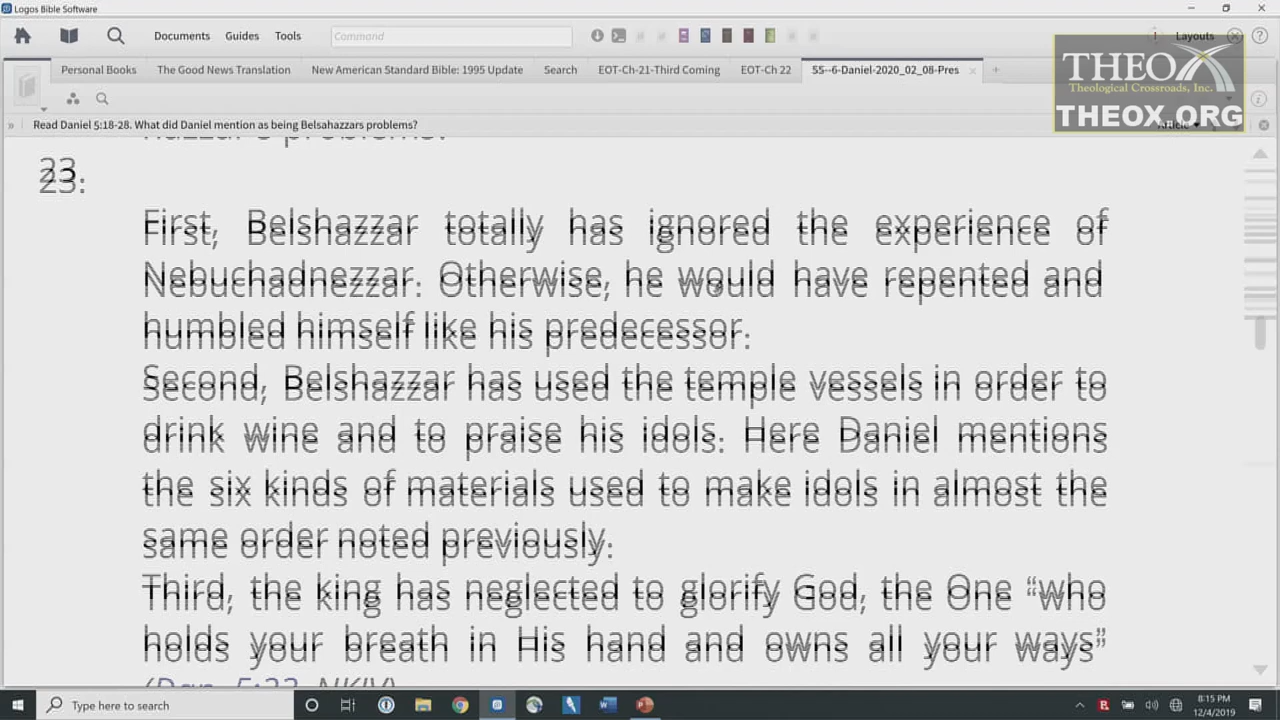 Logos Bible Software
Documents Guides Tools Command Layouts
THEOX
Theological Crossroads, Inc.
THEOX.ORG
Personal Books The Good News Translation New American Standard Bible: 1995 Update Search EOT-Ch-21-Third Coming EOT-Ch 22 55--6-Daniel-2020_02_08-Pres
Read Daniel 5:18-28. What did Daniel mention as being Belsahazzars problems?
Article
23.
First, Belshazzar totally has ignored the experience of
Nebuchadnezzar. Otherwise, he would have repented and
humbled himself like his predecessor.
Second, Belshazzar has used the temple vessels in order to
drink wine and to praise his idols. Here Daniel mentions
the six kinds of materials used to make idols in almost the
same order noted previously.
Third, the king has neglected to glorify God, the One “who
holds your breath in His hand and owns all your ways”
Type here to search
8:15 PM
12/4/2019